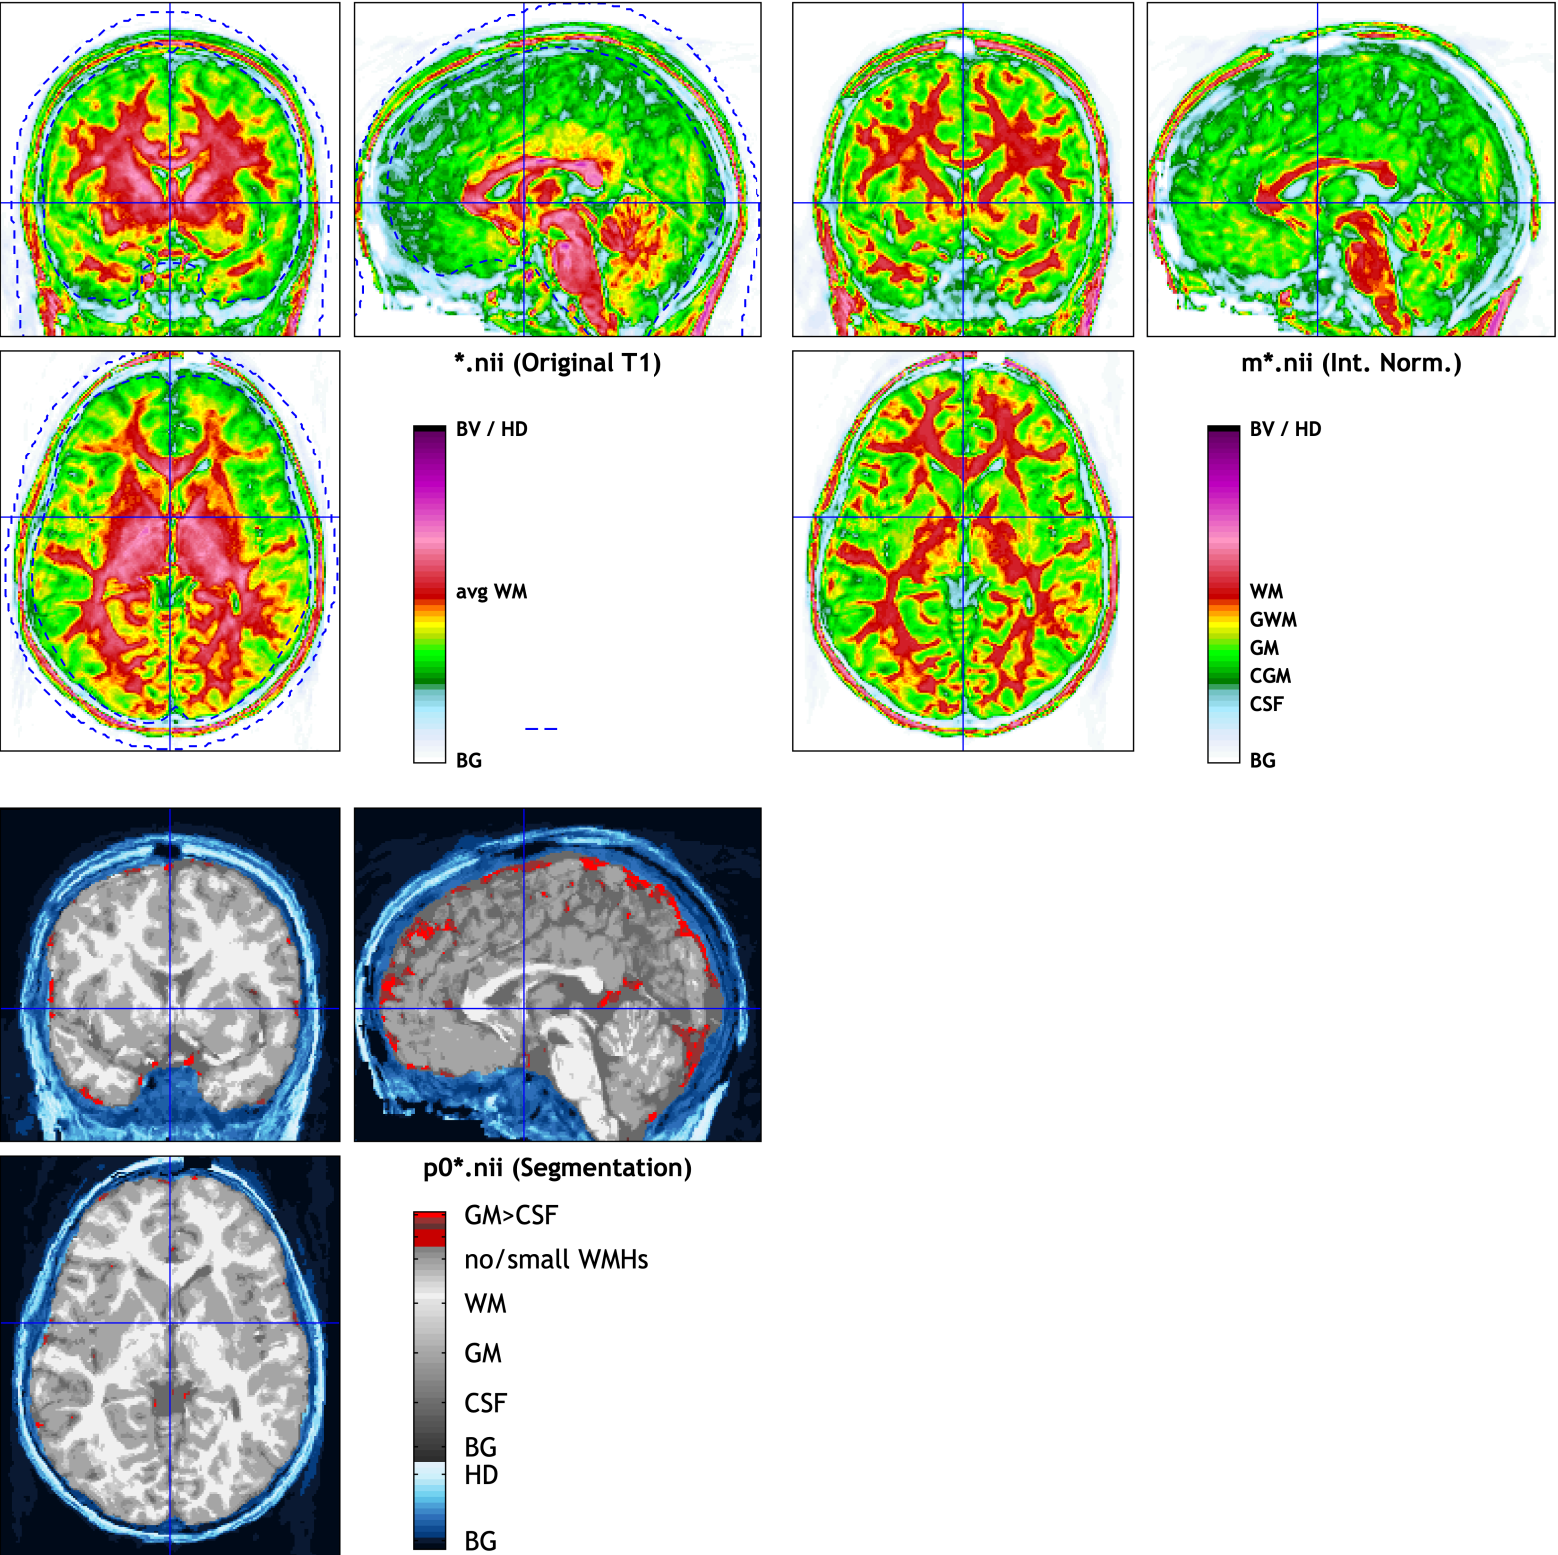 *.nii (Original T1)
BV / HD
avg WM
BG
m*.nii (Int. Norm.)
BV / HD
WM
GWM
GM
CGM
CSF
BG
p0*.nii (Segmentation)
GM>CSF
no/small WMHs
WM
GM
CSF
BG
HD
BG